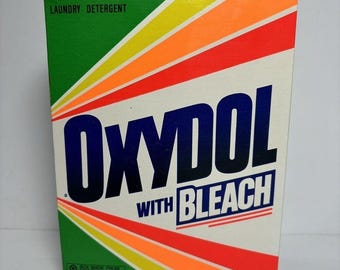 LAUNDRY DETERGENT
OXYDOL
®
WITH BLEACH